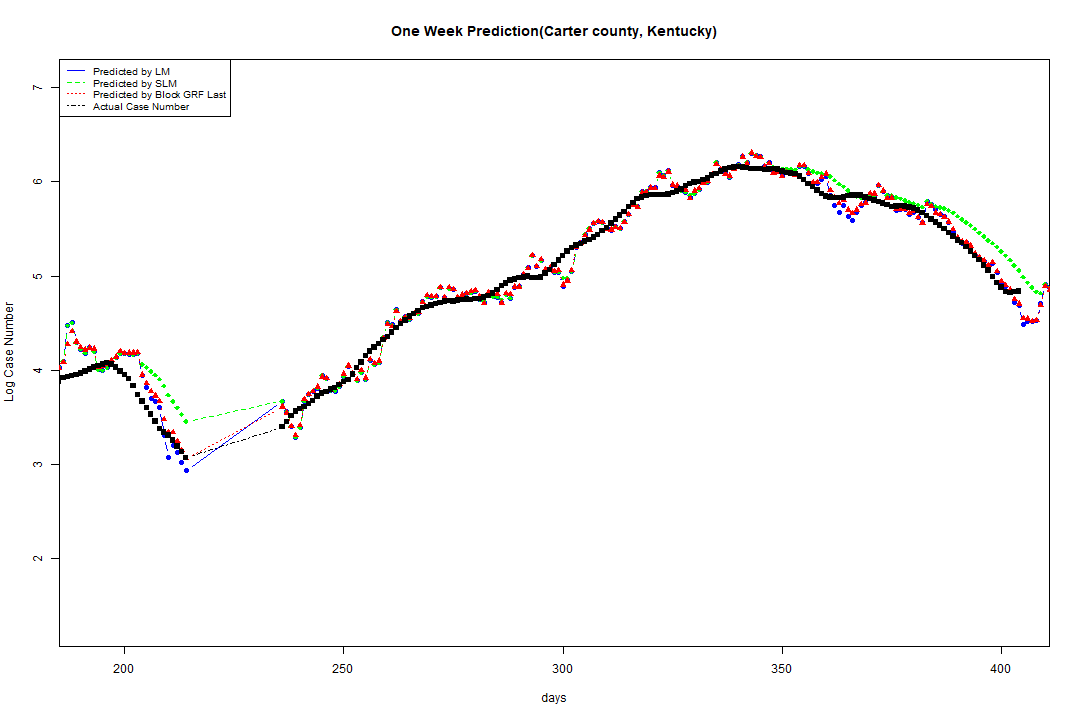 One Week Prediction(Carter county, Kentucky)
Predicted by LM
Predicted by SLM
Predicted by Block GRF Last
Actual Case Number
7
6
5
4
3
2
Log Case Number
200 250 300 350 400
days